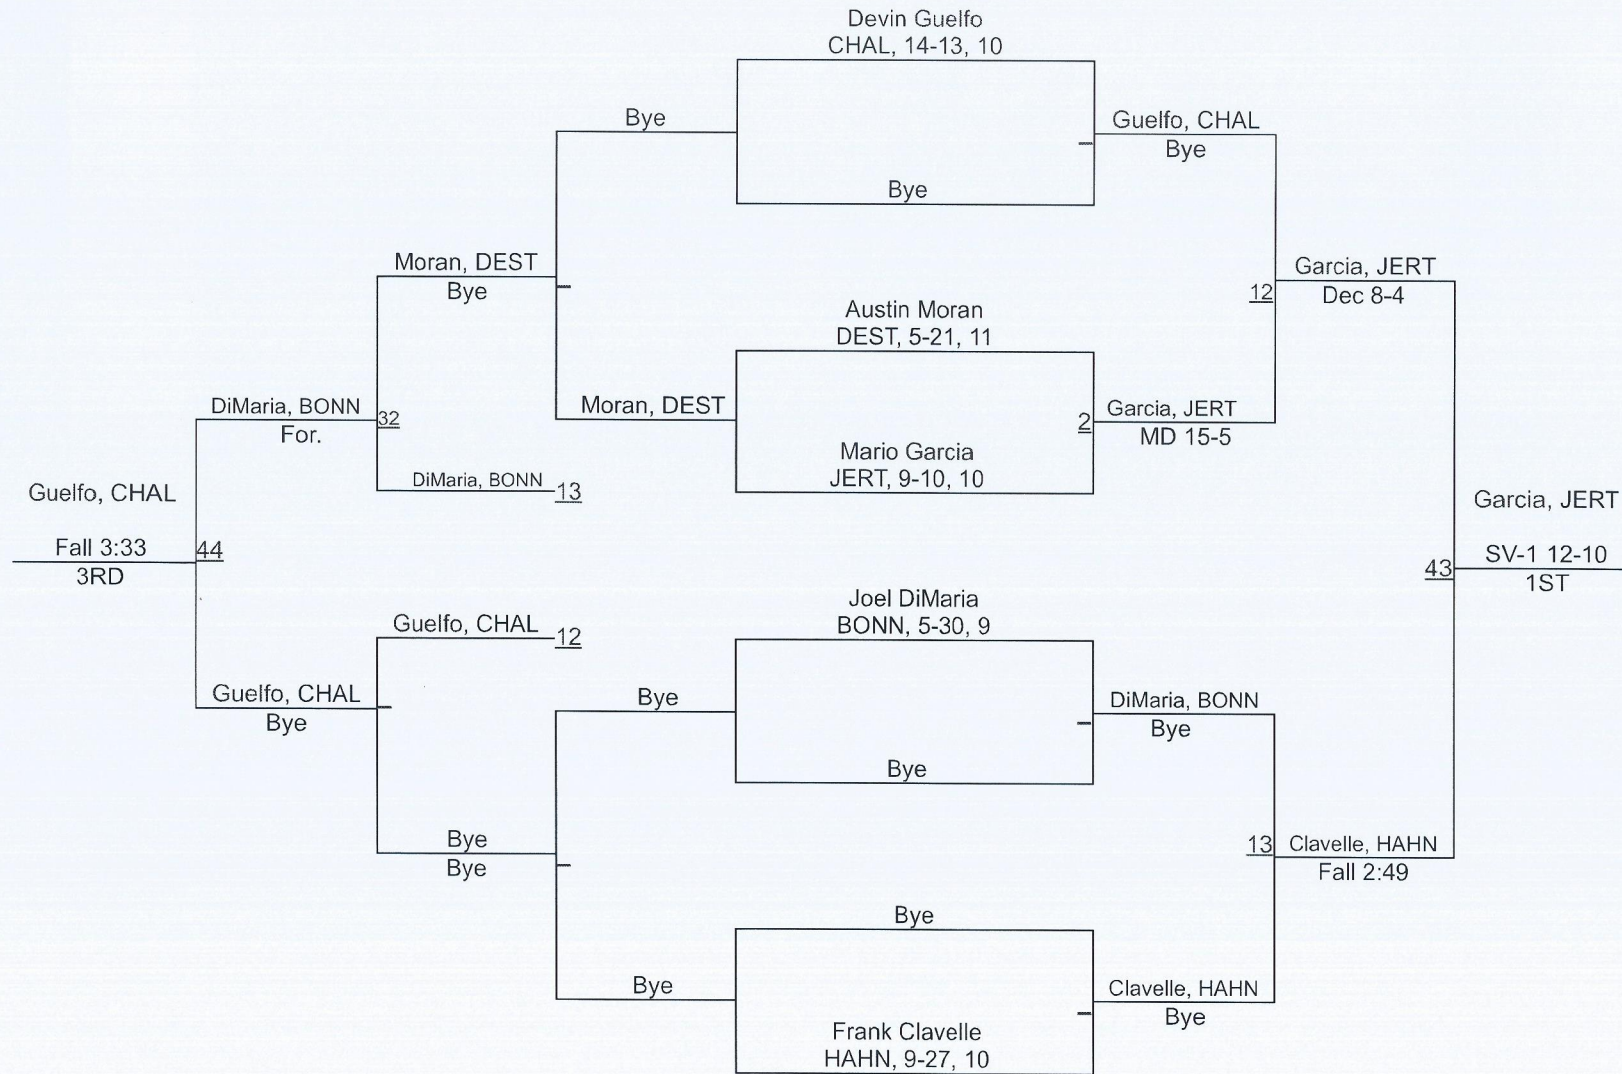 Devin Guelfo
CHAL, 14-13, 10
Bye
Guelfo, CHAL
Bye
Bye
Moran, DEST
Bye
Garcia, JERT
12
Dec 8-4
Austin Moran
DEST, 5-21, 11
DiMaria, BONN
32
For.
Moran, DEST
2
Garcia, JERT
MD 15-5
Mario Garcia
JERT, 9-10, 10
DiMaria, BONN
13
Guelfo, CHAL
Garcia, JERT
Fall 3:33
44
3RD
43
SV-1 12-10
1ST
Joel DiMaria
BONN, 5-30, 9
Guelfo, CHAL
12
Guelfo, CHAL
Bye
Bye
DiMaria, BONN
Bye
Bye
Bye
Bye
13
Clavelle, HAHN
Fall 2:49
Bye
Bye
Clavelle, HAHN
Bye
Frank Clavelle
HAHN, 9-27, 10